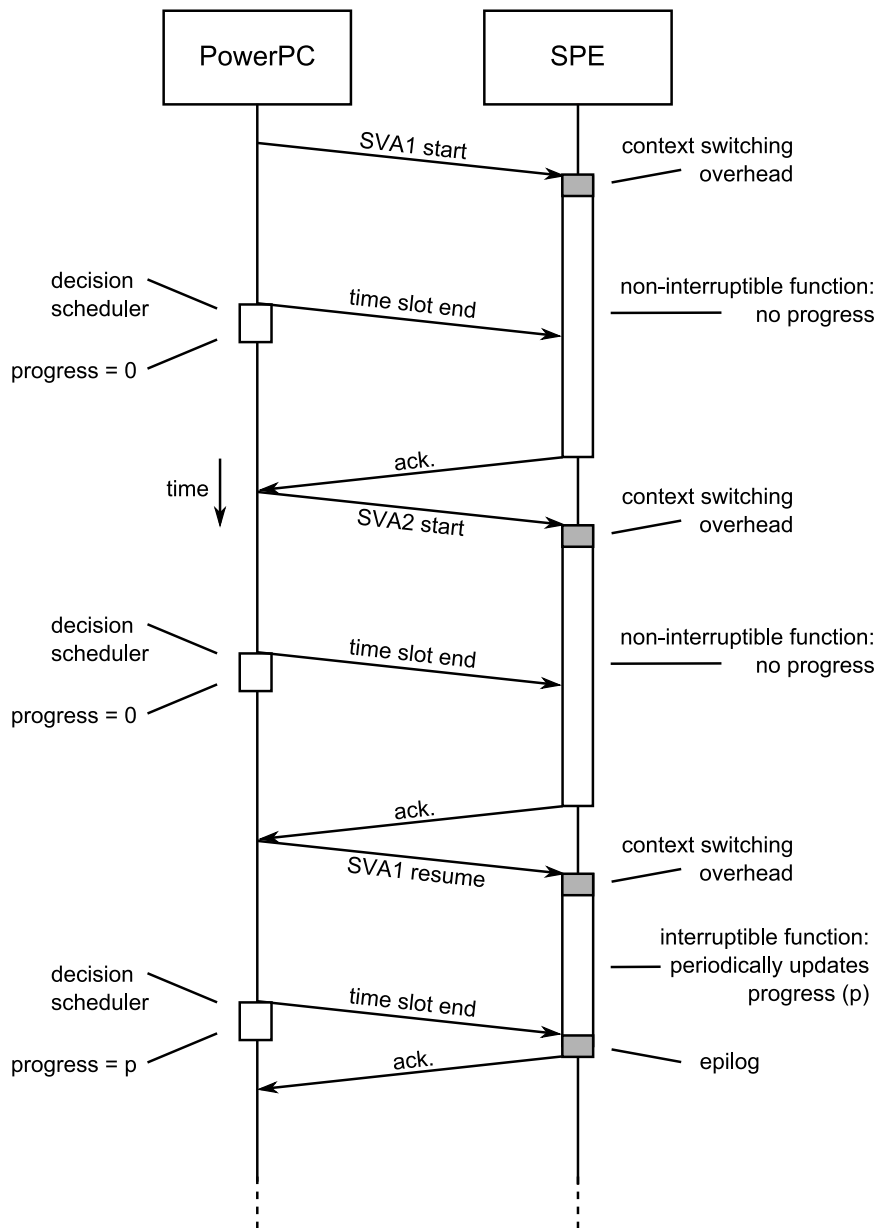 PowerPC
SPE
SVA1 start
context switching
overhead
decision
scheduler
time slot end
non-interruptible function:
no progress
progress = 0
ack.
time
SVA2 start
context switching
overhead
decision
scheduler
time slot end
non-interruptible function:
no progress
progress = 0
ack.
SVA1 resume
context switching
overhead
interruptible function:
periodically updates
progress (p)
decision
scheduler
time slot end
progress = p
ack.
epilog